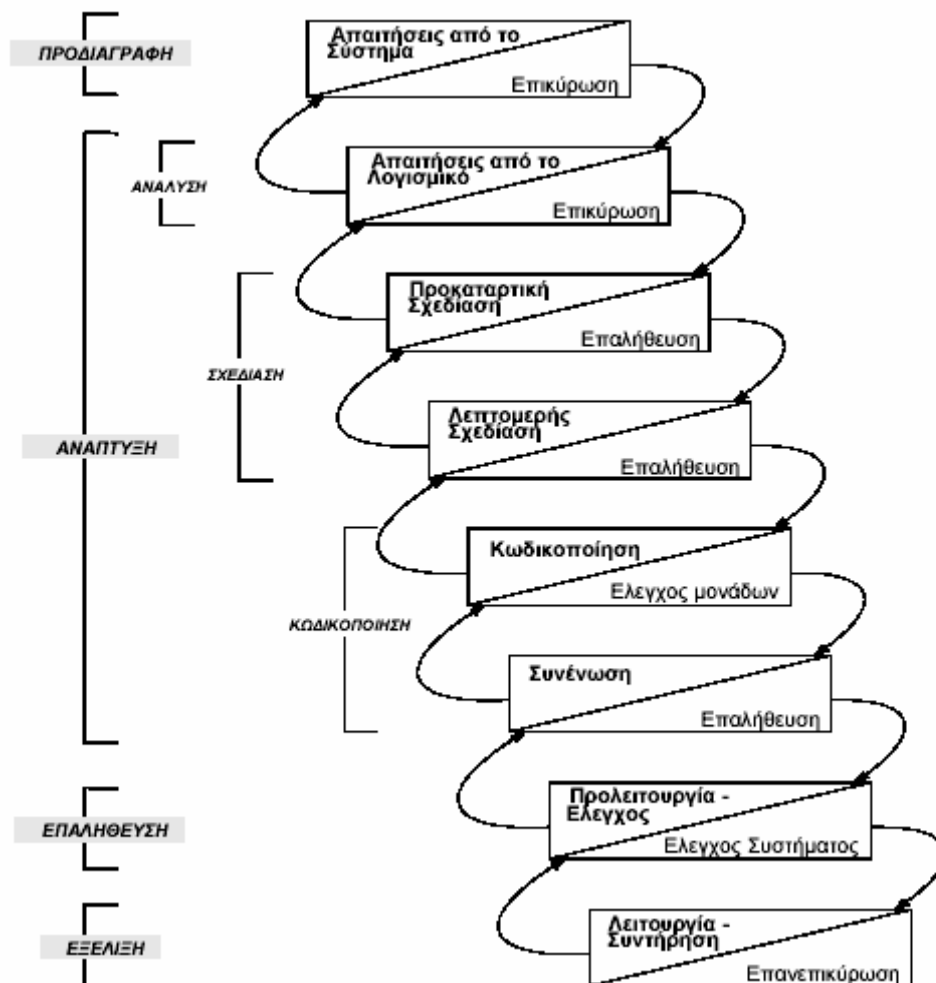 ΠΡΟΔΙΑΓΡΑΦΗ
Απαιτήσεις από το
Σύστημα
Επικύρωση
ΑΝΑΛΥΣΗ
Απαιτήσεις από το
Λογισμικό
Επικύρωση
ΣΧΕΔΙΑΣΗ
Προκαταρτική
Σχεδίαση
Επαλήθευση
ΑΝΑΠΤΥΞΗ
Λεπτομερής
Σχεδίαση
Επαλήθευση
ΚΩΔΙΚΟΠΟΙΗΣΗ
Κωδικοποίηση
Ελεγχος μονάδων
Συνένωση
Επαλήθευση
ΕΠΑΛΗΘΕΥΣΗ
Προλειτουργία -
Ελεγχος
Ελεγχος Συστήματος
ΕΞΕΛΙΞΗ
Λειτουργία -
Συντήρηση
Επανεπικύρωση